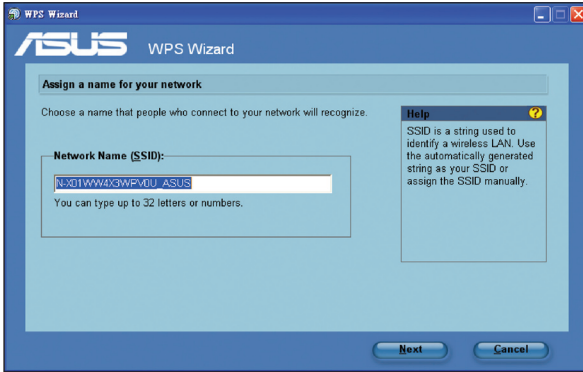 WPS Wizard
ASUS WPS Wizard
Assign a name for your network
Choose a name that people who connect to your network will recognize.
Network Name (SSID):
N-X01WW4X3WPV0U_ASUS
You can type up to 32 letters or numbers.
Help ?
SSID is a string used to
identify a wireless LAN. Use
the automatically generated
string as your SSID or
assign the SSID manually.
Next Cancel